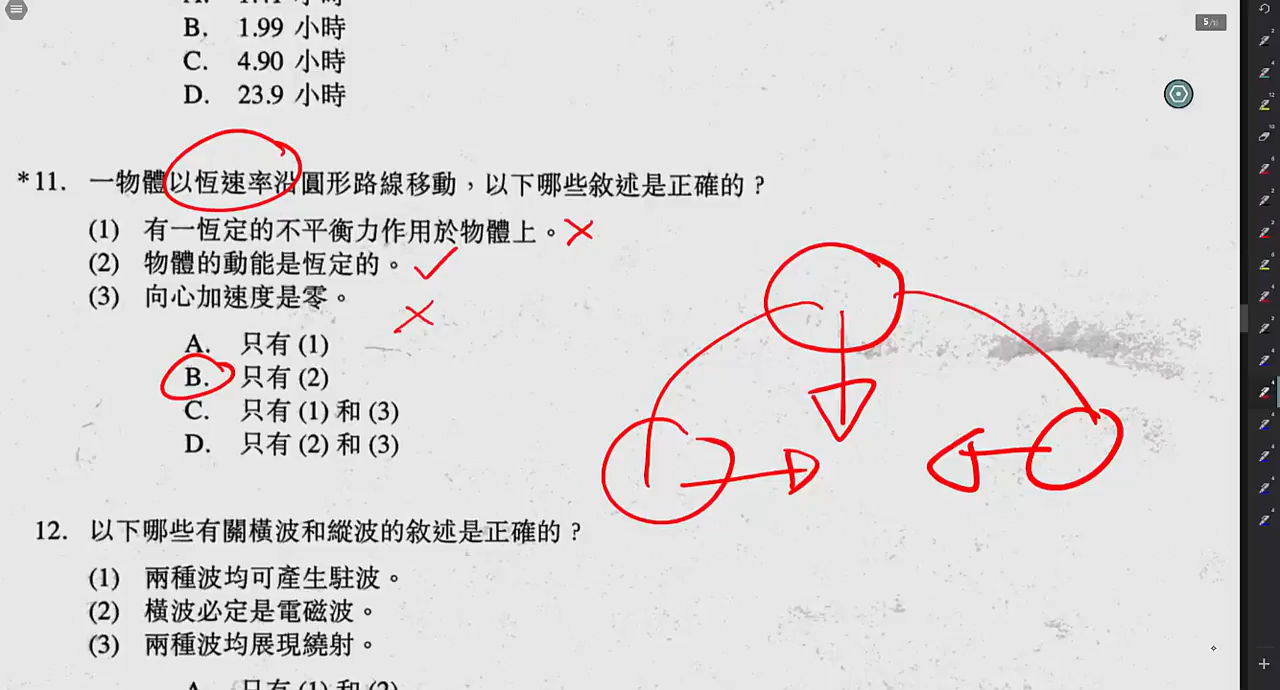 B. 1.99 小時
C. 4.90 小時
D. 23.9 小時
5/
*11. 一物體以恆速率沿圓形路線移動，以下哪些敘述是正確的？
(1) 有一恆定的不平衡力作用於物體上。
(2) 物體的動能是恆定的。
(3) 向心加速度是零。
A. 只有 (1)
B. 只有 (2)
C. 只有 (1) 和 (3)
D. 只有 (2) 和 (3)
12. 以下哪些有關橫波和縱波的敘述是正確的？
(1) 兩種波均可產生駐波。
(2) 橫波必定是電磁波。
(3) 兩種波均展現繞射。